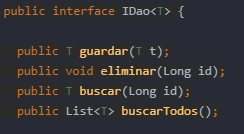 public interface IDao<T> {
public T guardar(T t);
public void eliminar(Long id);
public T buscar(Long id);
public List<T> buscarTodos();